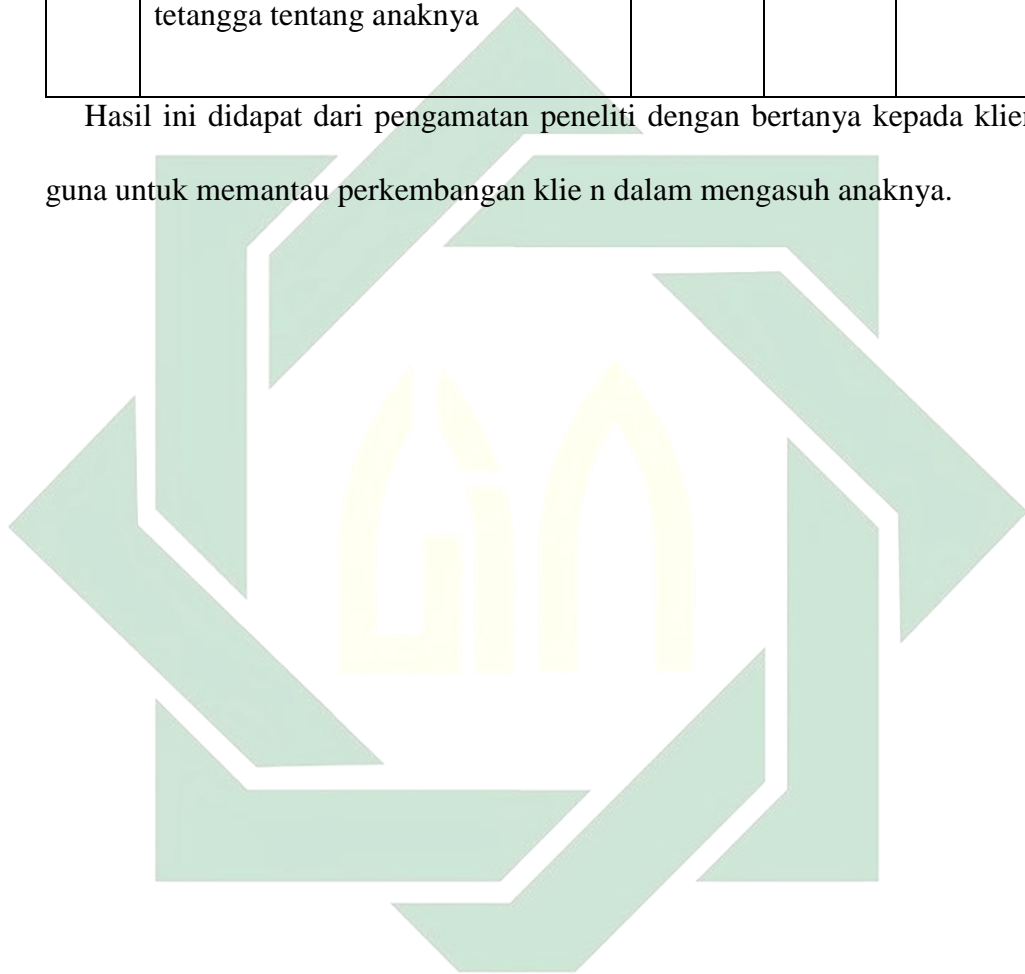 tetangga tentang anaknya
Hasil ini didapat dari pengamatan peneliti dengan bertanya kepada klien
guna untuk memantau perkembangan klie n dalam mengasuh anaknya.